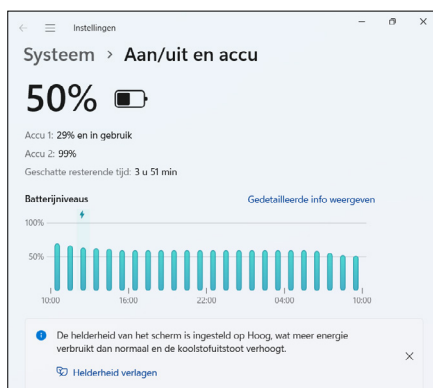 Instellingen
Systeem > Aan/uit en accu
50%
Accu 1: 29% en in gebruik
Accu 2: 99%
Geschatte resterende tijd: 3 u 51 min
Batterijniveaus Gedetailleerde info weergeven
100%
50%
10:00 16:00 22:00 04:00 10:00
De helderheid van het scherm is ingesteld op Hoog, wat meer energie
verbruikt dan normaal en de koolstofuitstoot verhoogt.
Helderheid verlagen